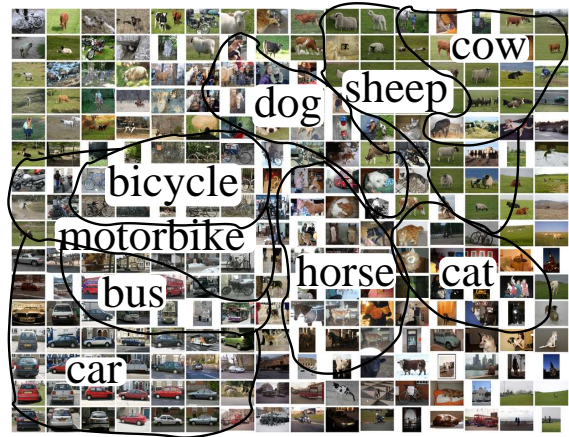 cow
sheep
dog
bicycle
motorbike
horse
cat
bus
car